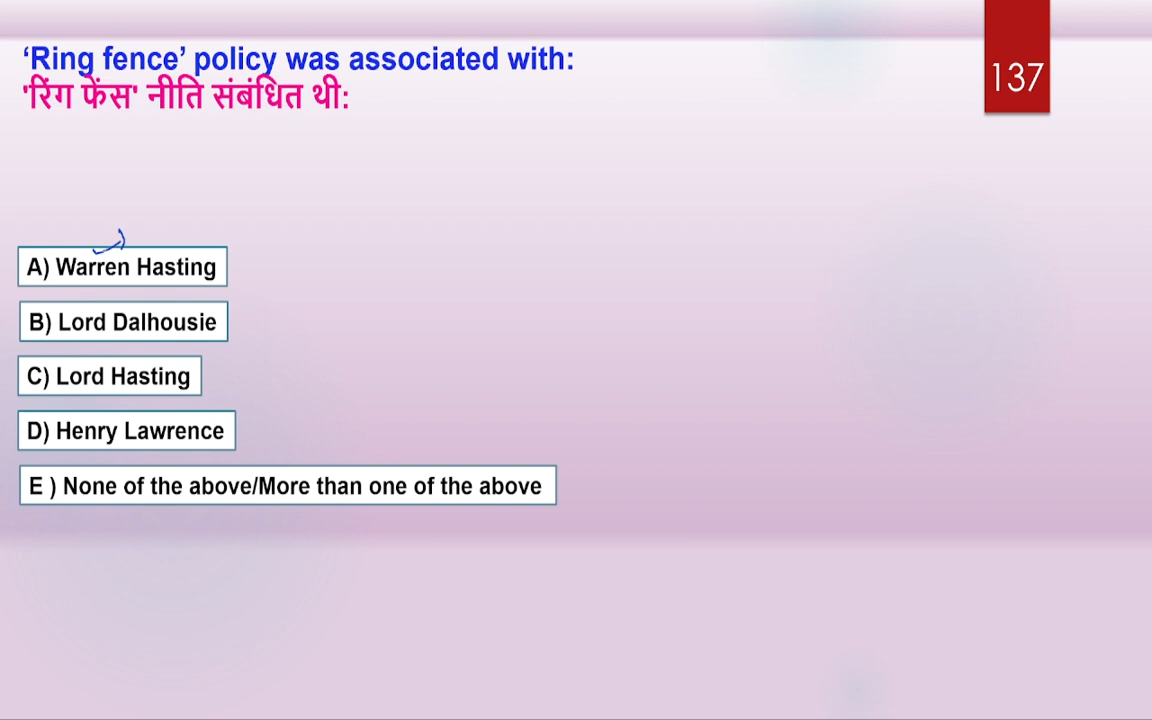 ‘Ring fence’ policy was associated with:
'रिंग फेंस' नीति संबंधित थी:
137
A) Warren Hasting
B) Lord Dalhousie
C) Lord Hasting
D) Henry Lawrence
E ) None of the above/More than one of the above